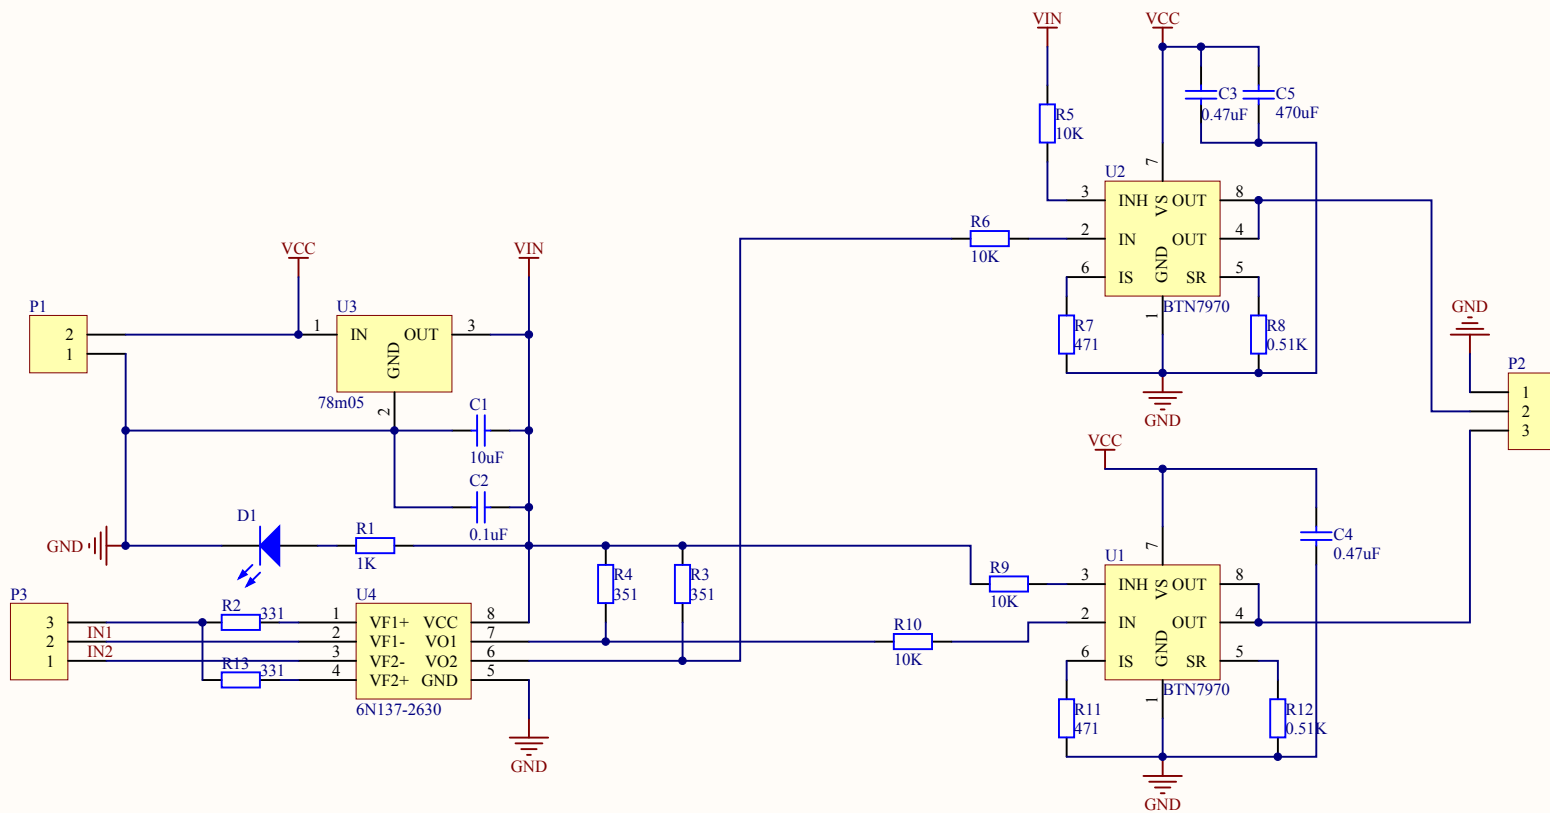 VIN
VCC
C3
0.47uF
C5
470uF
R5
10K
U2
7
3 INH VS OUT 8
2 IN OUT 4
6 IS GND SR 5
BTN7970
1
R6
10K
R7
471
R8
0.51K
GND
VCC
VIN
P1
2
1
U3
1 IN OUT 3
GND
78m05
2
C1
10uF
C2
0.1uF
GND
D1
R1
1K
R4
351
R3
351
P3
3
2 IN1
1 IN2
R2 331
R13 331
U4
1 VF1+ VCC 8
2 VF1- VO1 7
3 VF2- VO2 6
4 VF2+ GND 5
6N137-2630
GND
GND
P2
1
2
3
VCC
C4
0.47uF
U1
7
3 INH VS OUT 8
2 IN OUT 4
6 IS GND SR 5
BTN7970
1
R9
10K
R10
10K
R11
471
R12
0.51K
GND